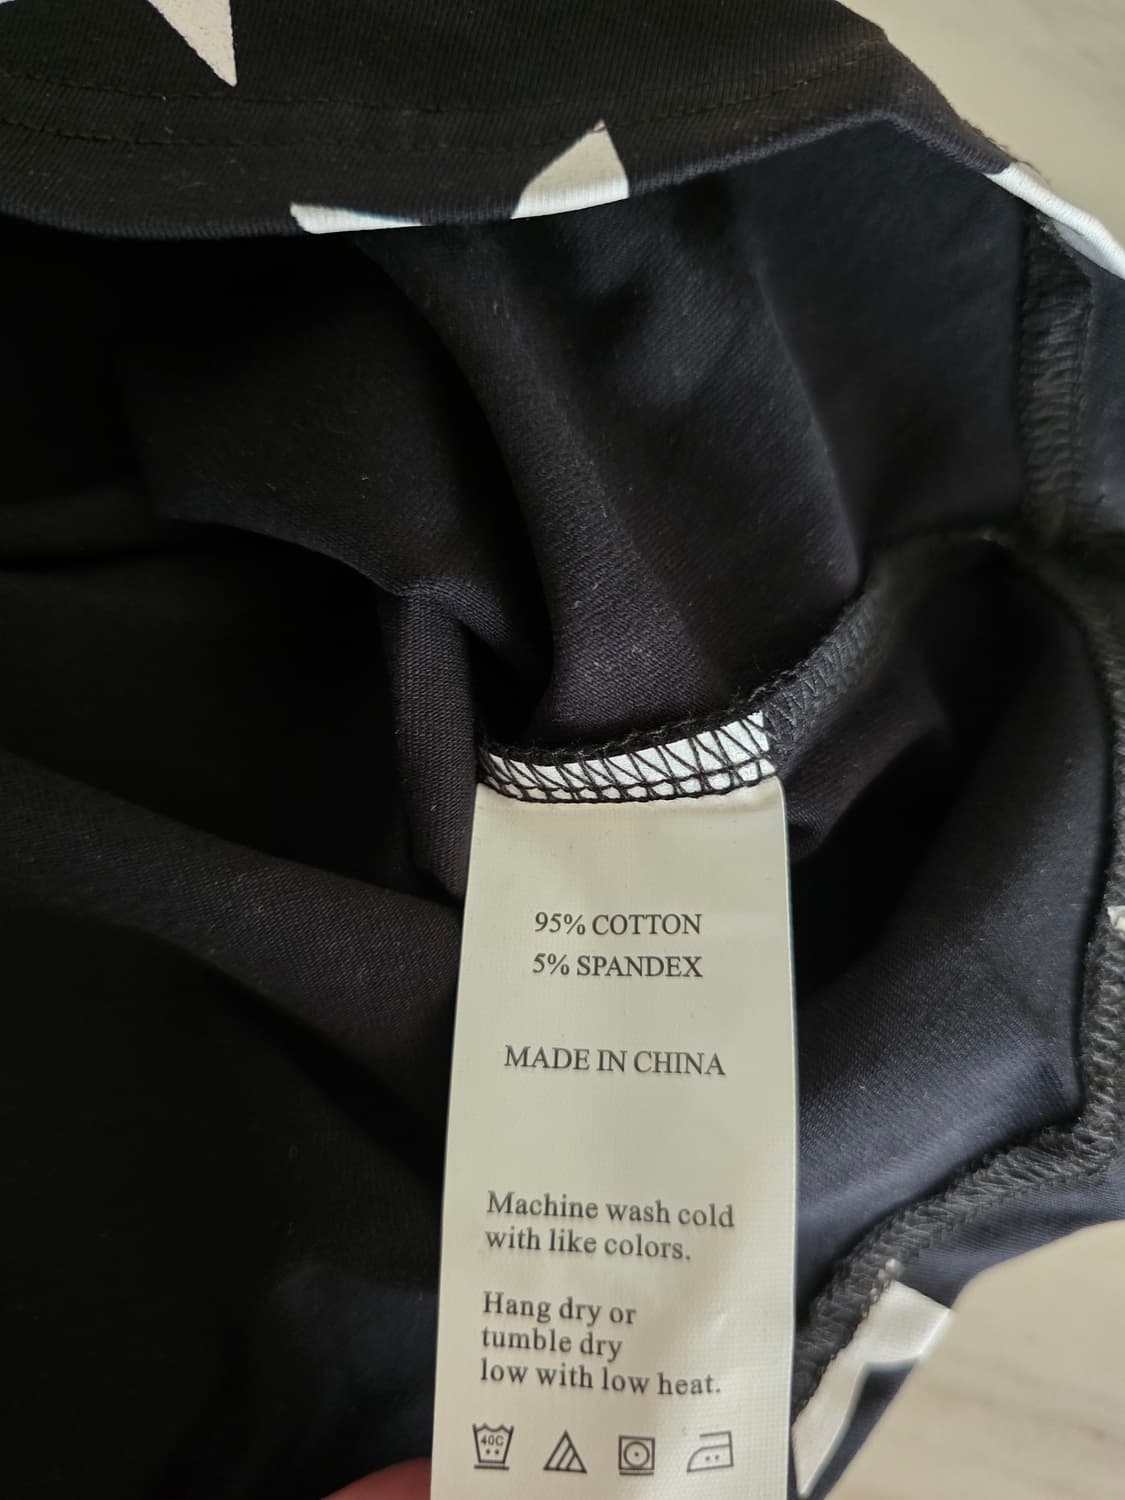 95% COTTON
5% SPANDEX
MADE IN CHINA
Machine wash cold
with like colors.
Hang dry or
tumble dry
low with low heat.
40C